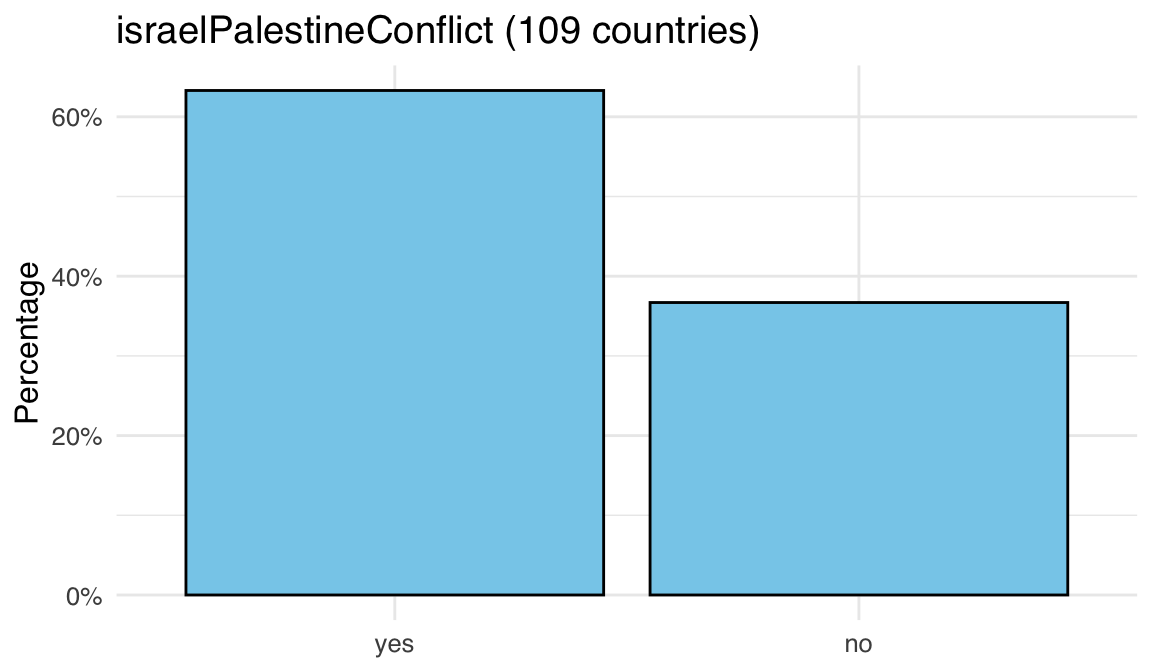 israelPalestineConflict (109 countries)
Percentage
60%
40%
20%
0%
yes
no